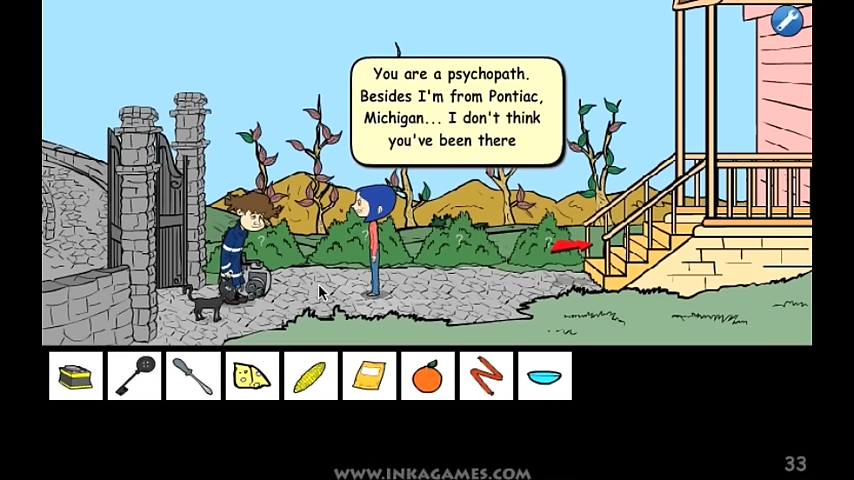 You are a psychopath.
Besides I'm from Pontiac,
Michigan... I don't think
you've been there
?
?
?
33
WWW.INKAGAMES.COM